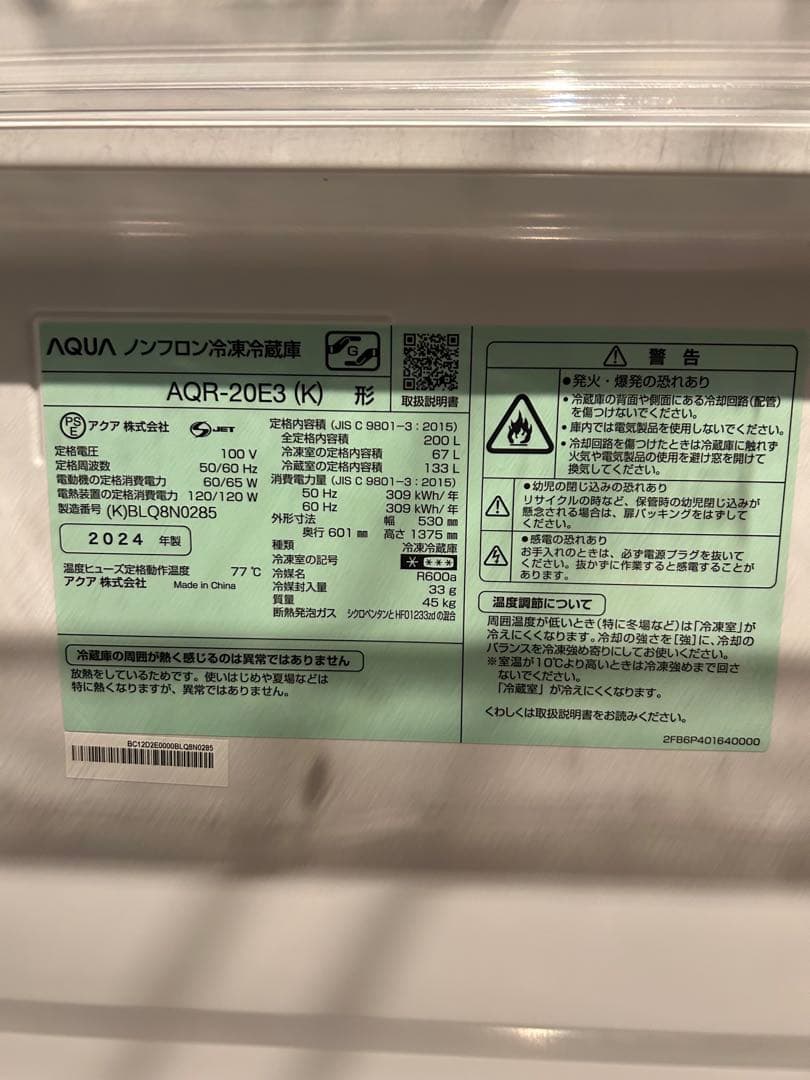 AQUA ノンフロン冷凍冷蔵庫
G
AQR-20E3 (K) 形
取扱説明書
PS E アクア 株式会社 S JET
定格電圧 100 V
定格周波数 50/60 Hz
電動機の定格消費電力 60/65 W
電熱装置の定格消費電力 120/120 W
製造番号 (K)BLQ8N0285
2024 年製
温度ヒューズ定格動作温度 77 ℃
アクア 株式会社 Made in China
定格内容積 (JIS C 9801-3 : 2015)
全定格内容積 200 L
冷凍室の定格内容積 67 L
冷蔵室の定格内容積 133 L
消費電力量 (JIS C 9801-3 : 2015)
50 Hz 309 kWh/年
60 Hz 309 kWh/年
外形寸法 幅 530 ㎜
奥行 601 ㎜ 高さ 1375 ㎜
種類 冷凍冷蔵庫
冷凍室の記号
冷媒名 R600a
冷媒封入量 33 g
質量 45 kg
断熱発泡ガス シクロペンタンとHFO1233zdの混合
冷蔵庫の周囲が熱く感じるのは異常ではありません
放熱をしているためです。使いはじめや夏場などは
特に熱くなりますが、異常ではありません。
BC12D2E0000BLQ8N0285
警 告
●発火・爆発の恐れあり
・冷蔵庫の背面や側面にある冷却回路(配管)
を傷つけないでください。
・庫内では電気製品を使用しないでください。
・冷却回路を傷つけたときは冷蔵庫に触れず
火気や電気製品の使用を避け窓を開けて
換気してください。
●幼児の閉じ込みの恐れあり
リサイクルの時など、保管時の幼児閉じ込みが
懸念される場合は、扉パッキングをはずして
ください。
●感電の恐れあり
お手入れのときは、必ず電源プラグを抜いて
ください。抜かずに作業すると感電することが
あります。
温度調節について
周囲温度が低いとき(特に冬場など)は「冷凍室」が
冷えにくくなります。冷却の強さを[強]に、冷却の
バランスを冷凍強め寄りにしてお使いください。
※室温が10℃より高いときは冷凍強めまで回さ
ないでください。
「冷蔵室」が冷えにくくなります。
くわしくは取扱説明書をお読みください。
2FB6P401640000